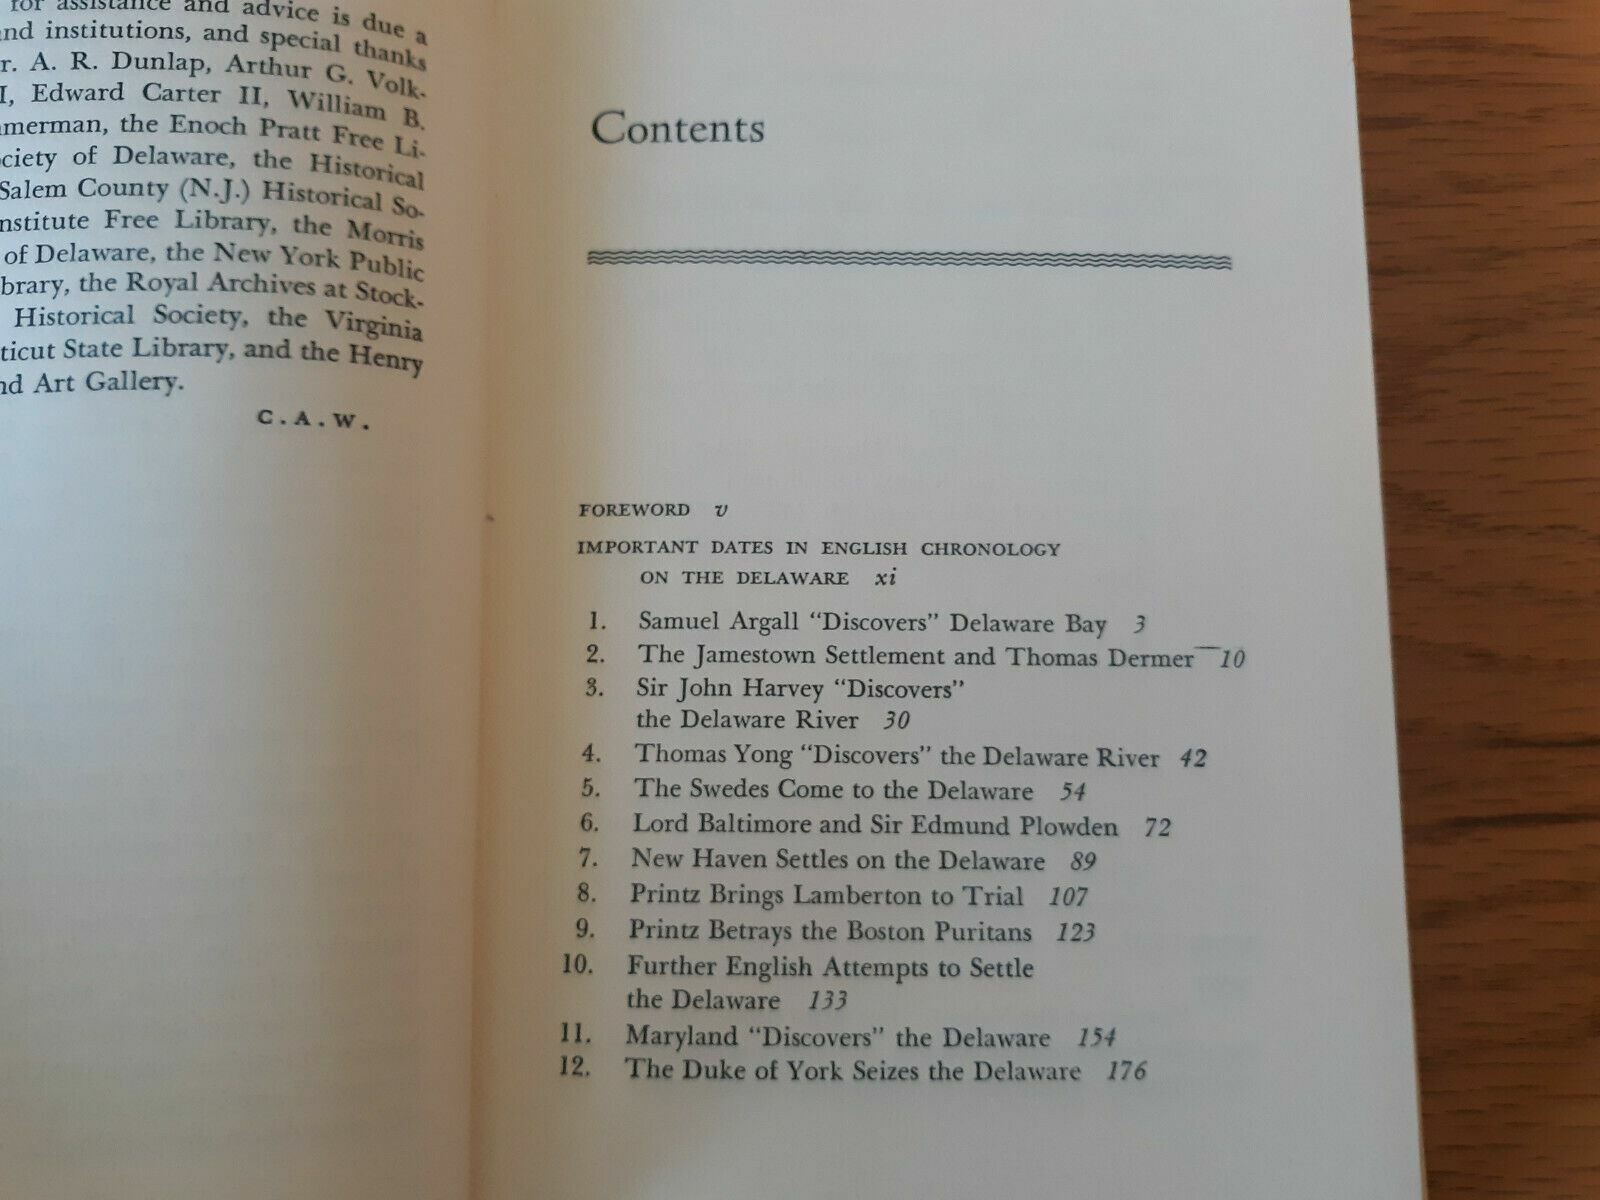 for assistance and advice is due a
and institutions, and special thanks
r. A. R. Dunlap, Arthur G. Volk-
I, Edward Carter II, William B.
merman, the Enoch Pratt Free Li-
ciety of Delaware, the Historical
Salem County (N.J.) Historical So-
nstitute Free Library, the Morris
of Delaware, the New York Public
brary, the Royal Archives at Stock-
Historical Society, the Virginia
ticut State Library, and the Henry
nd Art Gallery.
C.A.W.
Contents
FOREWORD v
IMPORTANT DATES IN ENGLISH CHRONOLOGY
ON THE DELAWARE xi
1. Samuel Argall "Discovers" Delaware Bay 3
2. The Jamestown Settlement and Thomas Dermer 10
3. Sir John Harvey "Discovers"
the Delaware River 30
4. Thomas Yong "Discovers" the Delaware River 42
5. The Swedes Come to the Delaware 54
6. Lord Baltimore and Sir Edmund Plowden 72
7. New Haven Settles on the Delaware 89
8. Printz Brings Lamberton to Trial 107
9. Printz Betrays the Boston Puritans 123
10. Further English Attempts to Settle
the Delaware 133
11. Maryland "Discovers" the Delaware 154
12. The Duke of York Seizes the Delaware 176